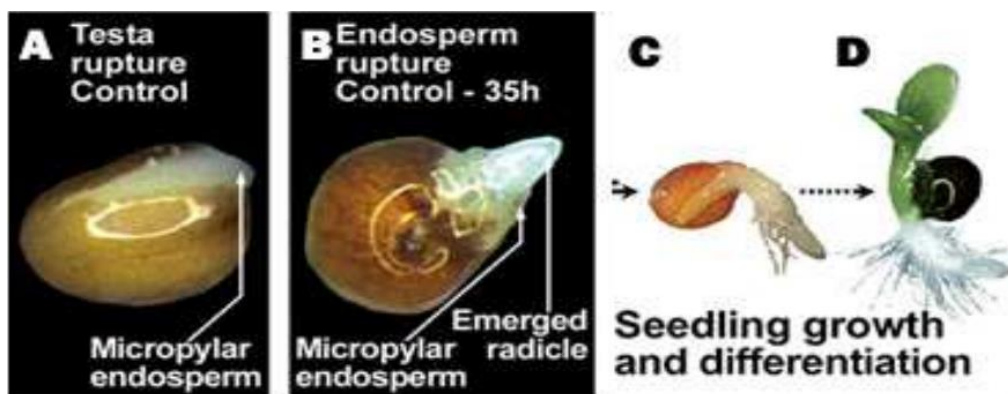 A Testa
rupture
Control
Micropylar
endosperm
B Endosperm
rupture
Control - 35h
Emerged
Micropylar radicle
endosperm
C
D
Seedling growth
and differentiation